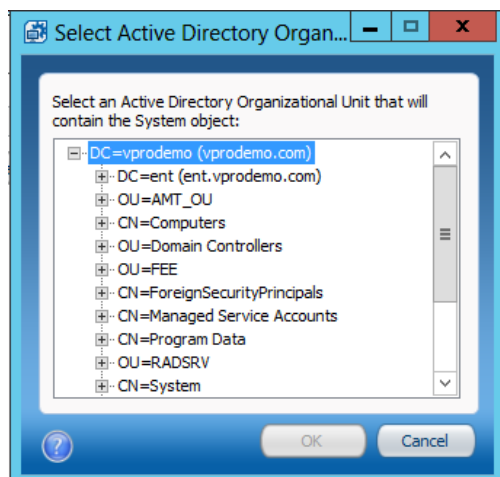 Select Active Directory Organ...
Select an Active Directory Organizational Unit that will
contain the System object:
DC=vprodemo (vprodemo.com)
DC=ent (ent.vprodemo.com)
OU=AMT_OU
CN=Computers
OU=Domain Controllers
OU=FEE
CN=ForeignSecurityPrincipals
CN=Managed Service Accounts
CN=Program Data
OU=RADSRV
CN=System
OK
Cancel